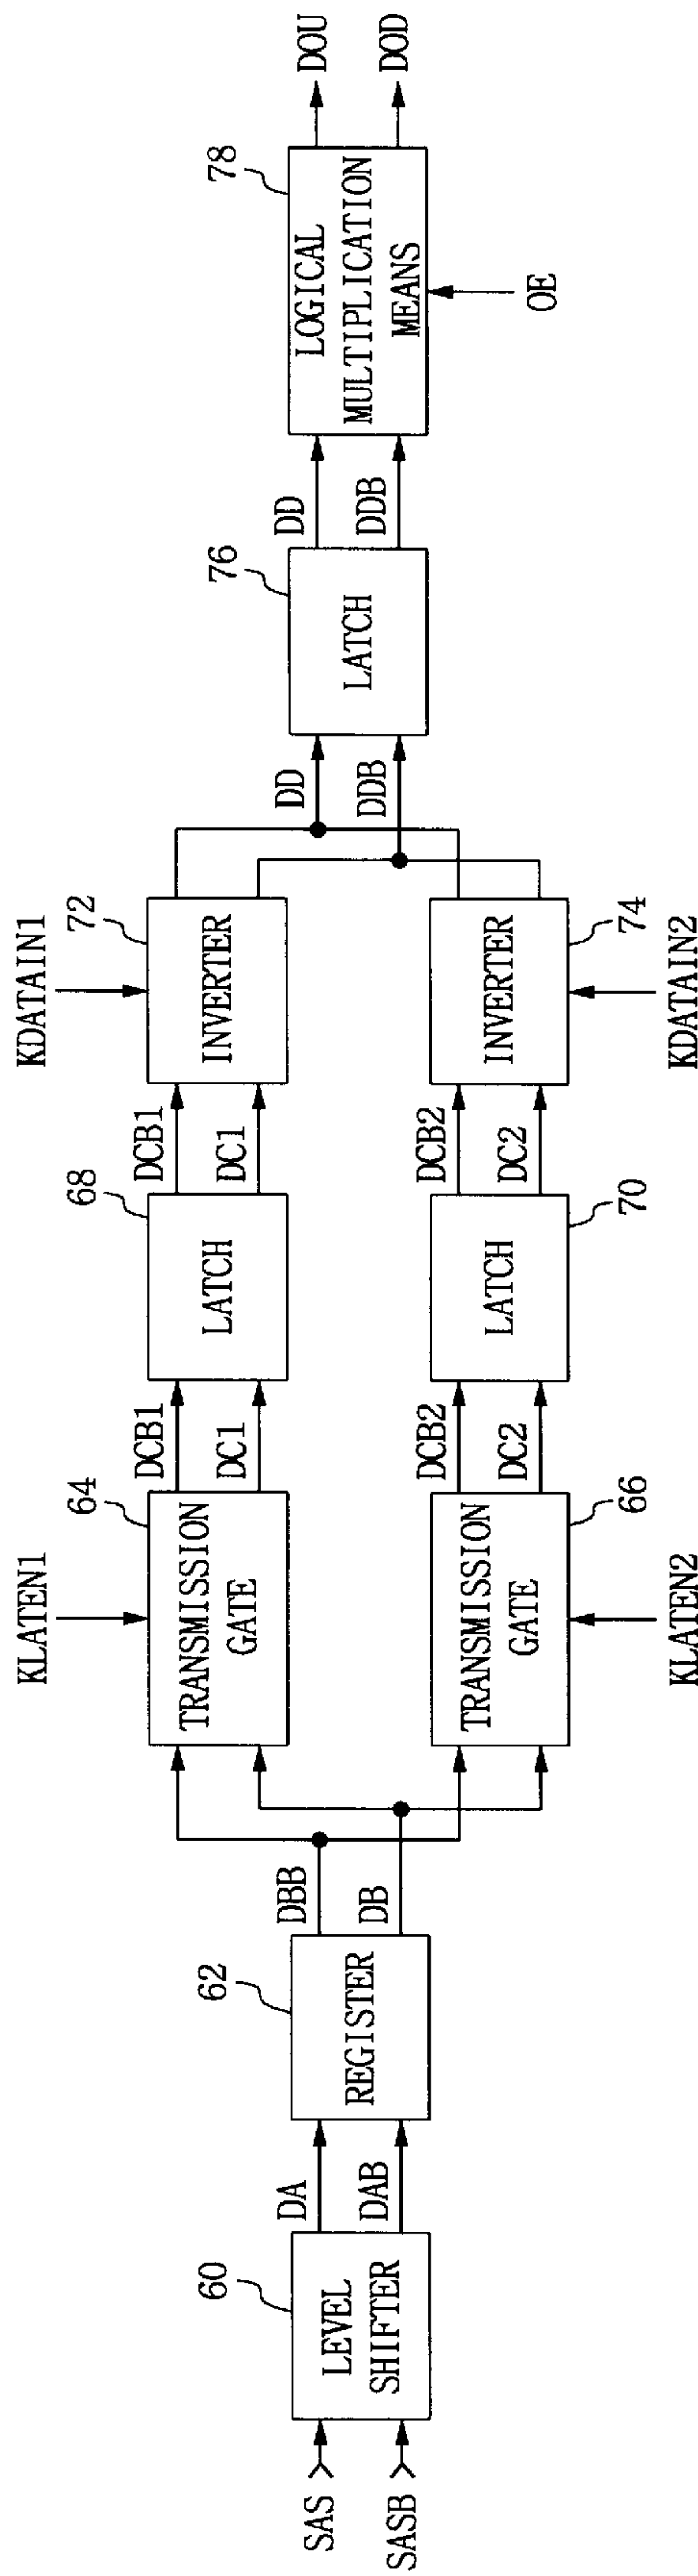 SAS
SASB
60
LEVEL
SHIFTER
DA
DAB
62
REGISTER
DBB
DB
KLATEN1
64
TRANSMISSION
GATE
DCB1
DC1
68
LATCH
DCB1
DC1
KDATAIN1
72
INVERTER
KLATEN2
66
TRANSMISSION
GATE
DCB2
DC2
70
LATCH
DCB2
DC2
KDATAIN2
74
INVERTER
DD
DDB
76
LATCH
DD
DDB
78
LOGICAL
MULTIPLICATION
MEANS
OE
DOU
DOD